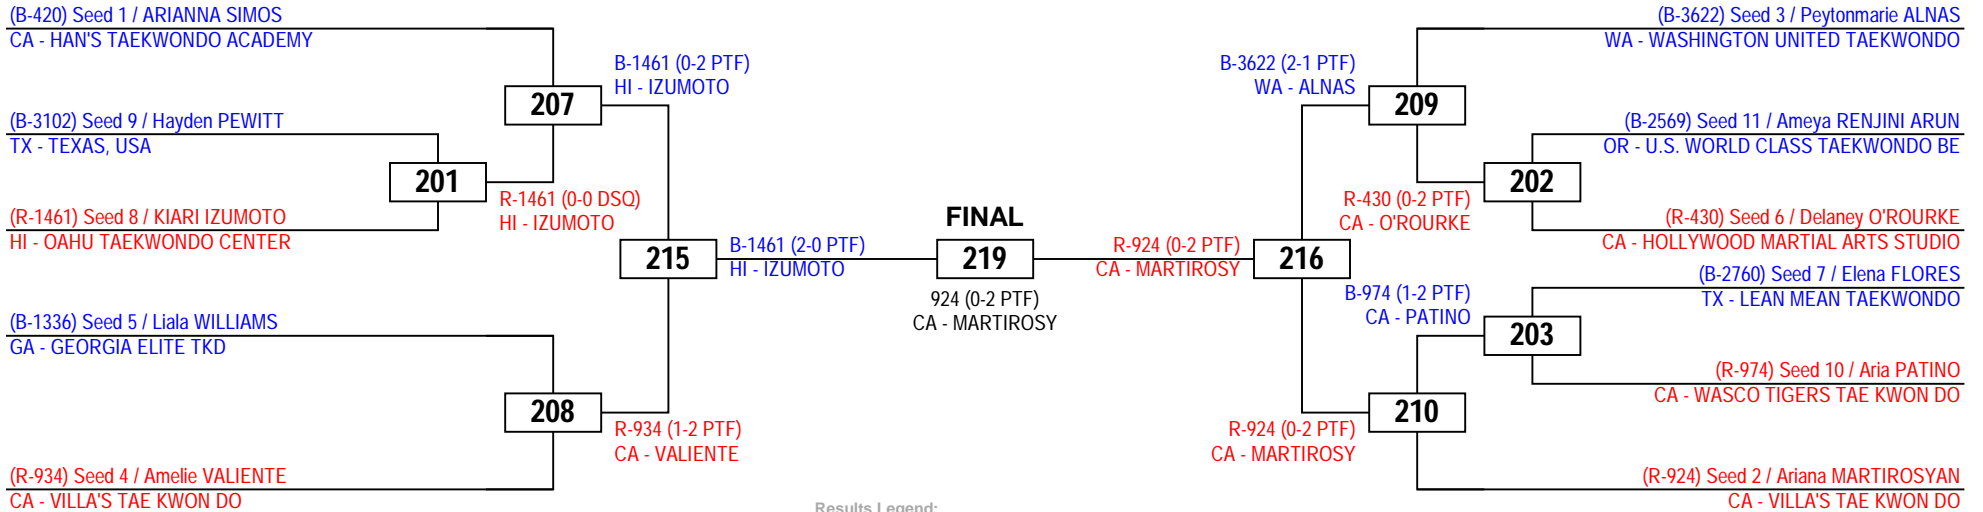 (B-420) Seed 1 / ARIANNA SIMOS
CA - HAN'S TAEKWONDO ACADEMY
(B-3102) Seed 9 / Hayden PEWITT
TX - TEXAS, USA
(R-1461) Seed 8 / KIARI IZUMOTO
HI - OAHU TAEKWONDO CENTER
(B-1336) Seed 5 / Liala WILLIAMS
GA - GEORGIA ELITE TKD
(R-934) Seed 4 / Amelie VALIENTE
CA - VILLA'S TAE KWON DO
201
R-1461 (0-0 DSQ)
HI - IZUMOTO
207
B-1461 (0-2 PTF)
HI - IZUMOTO
208
R-934 (1-2 PTF)
CA - VALIENTE
215
B-1461 (2-0 PTF)
HI - IZUMOTO
FINAL
219
924 (0-2 PTF)
CA - MARTIROSY
R-924 (0-2 PTF)
CA - MARTIROSY
216
B-3622 (2-1 PTF)
WA - ALNAS
209
R-430 (0-2 PTF)
CA - O'ROURKE
202
B-974 (1-2 PTF)
CA - PATINO
203
R-924 (0-2 PTF)
CA - MARTIROSY
210
(B-3622) Seed 3 / Peytonmarie ALNAS
WA - WASHINGTON UNITED TAEKWONDO
(B-2569) Seed 11 / Ameya RENJINI ARUN
OR - U.S. WORLD CLASS TAEKWONDO BE
(R-430) Seed 6 / Delaney O'ROURKE
CA - HOLLYWOOD MARTIAL ARTS STUDIO
(B-2760) Seed 7 / Elena FLORES
TX - LEAN MEAN TAEKWONDO
(R-974) Seed 10 / Aria PATINO
CA - WASCO TIGERS TAE KWON DO
(R-924) Seed 2 / Ariana MARTIROSYAN
CA - VILLA'S TAE KWON DO
Results Legend: